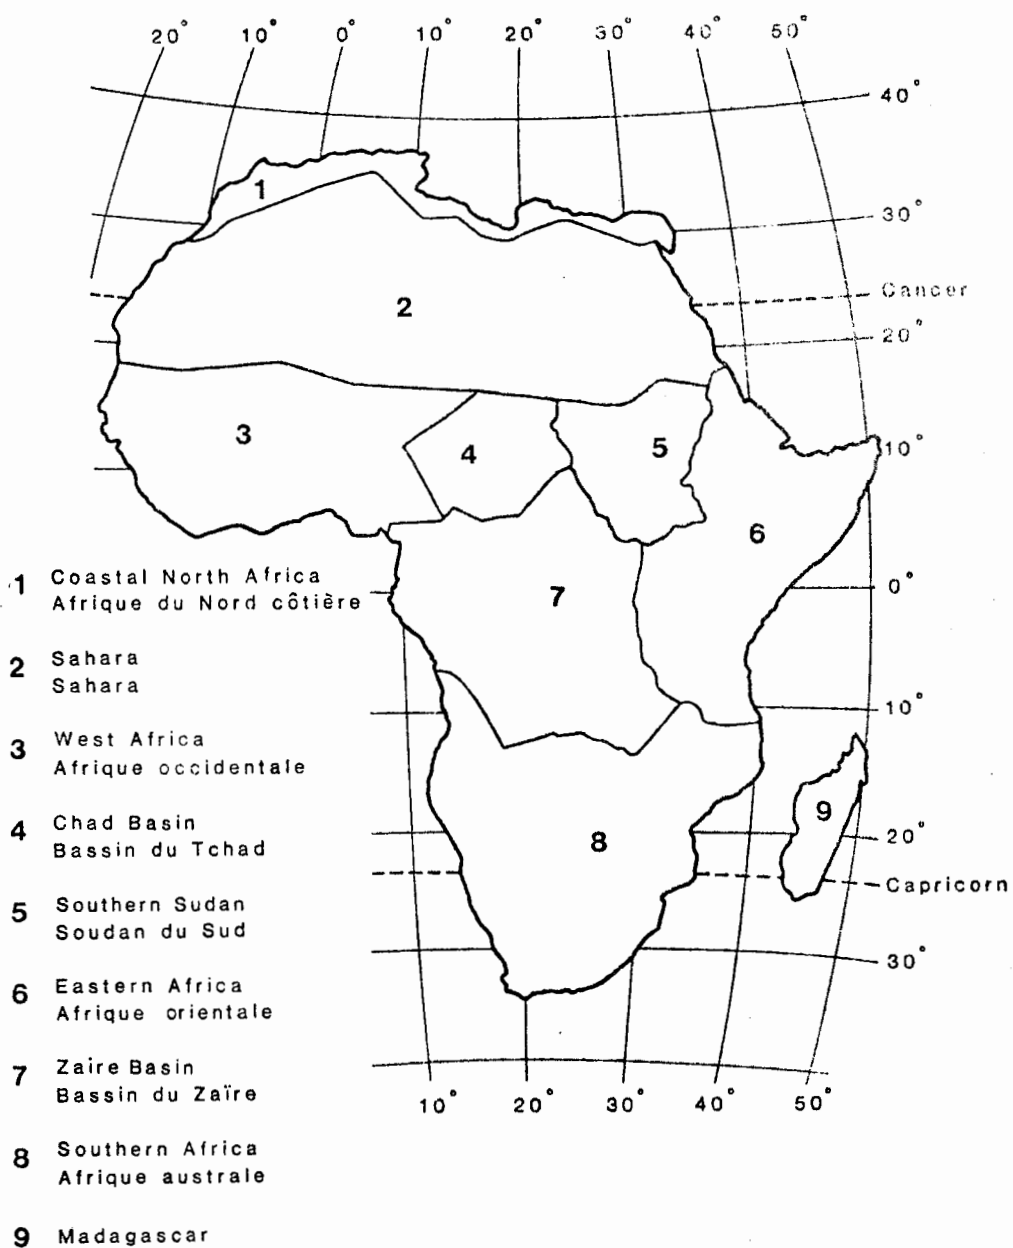 20° 10° 0° 10° 20° 30° 40° 50°
40°
1
30°
2
Cancer
20°
3
4
5
10°
6
1 Coastal North Africa
Afrique du Nord côtière
7
0°
2 Sahara
Sahara
10°
3 West Africa
Afrique occidentale
9
4 Chad Basin
Bassin du Tchad
8
20°
Capricorn
5 Southern Sudan
Soudan du Sud
30°
6 Eastern Africa
Afrique orientale
7 Zaire Basin
Bassin du Zaïre
10° 20° 30° 40° 50°
8 Southern Africa
Afrique australe
9 Madagascar